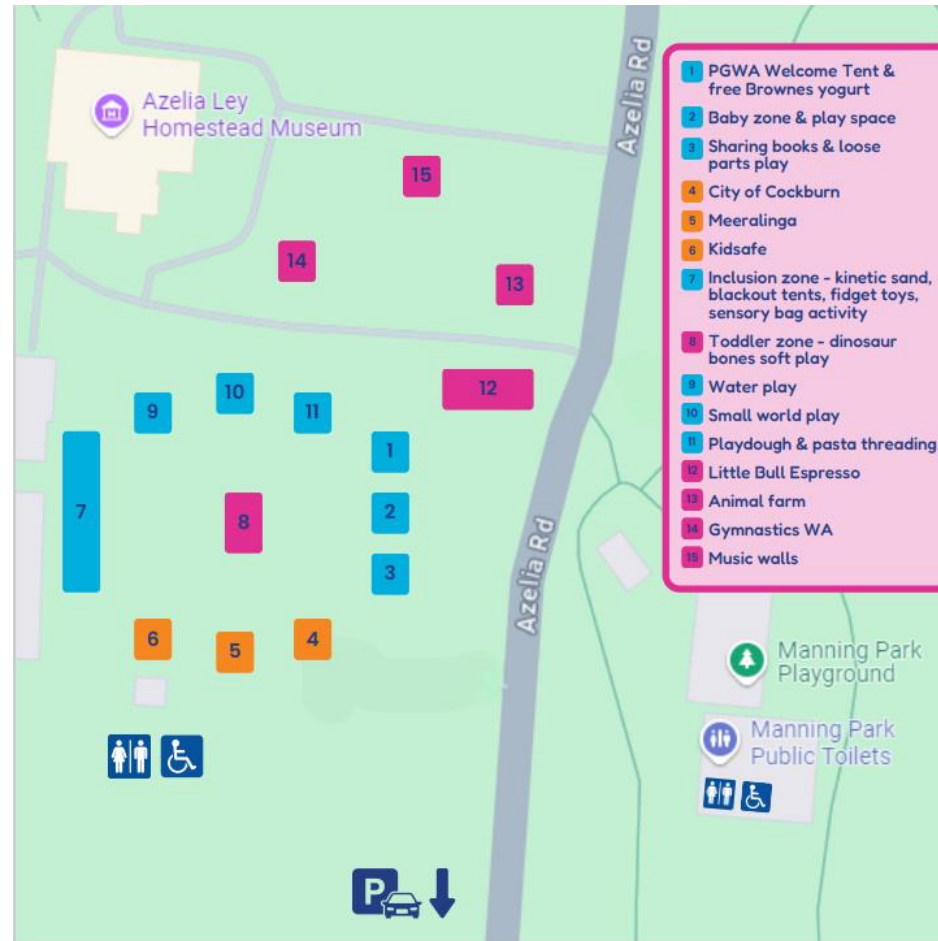 Azelia Ley
Homestead Museum
Azelia Rd
1 PGWA Welcome Tent &
free Brownes yogurt
2 Baby zone & play space
3 Sharing books & loose
parts play
4 City of Cockburn
5 Meeralinga
6 Kidsafe
7 Inclusion zone - kinetic sand,
blackout tents, fidget toys,
sensory bag activity
8 Toddler zone - dinosaur
bones soft play
9 Water play
10 Small world play
11 Playdough & pasta threading
12 Little Bull Espresso
13 Animal farm
14 Gymnastics WA
15 Music walls
15
14
13
12
10
9
11
1
7
8
2
3
6
5
4
Azelia Rd
Manning Park
Playground
Manning Park
Public Toilets
P